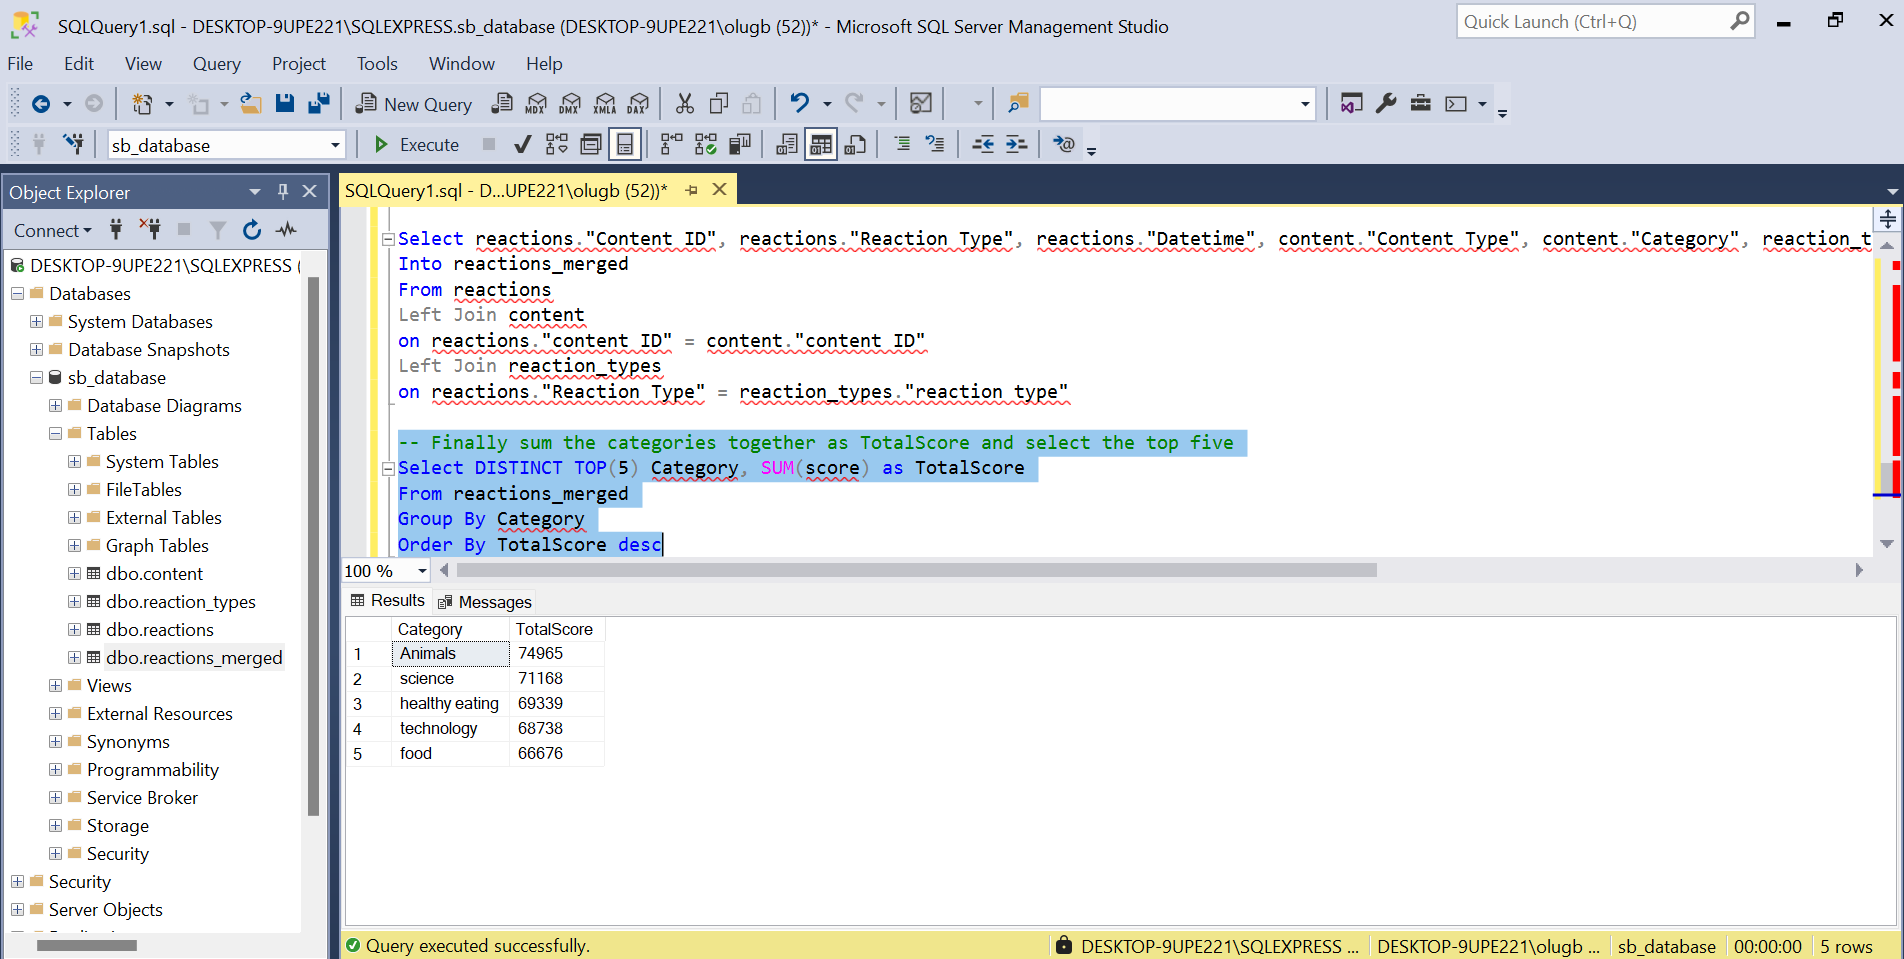 SQLQuery1.sql - DESKTOP-9UPE221\SQLEXPRESS.sb_database (DESKTOP-9UPE221\olugb (52))* - Microsoft SQL Server Management Studio
Quick Launch (Ctrl+Q)
File Edit View Query Project Tools Window Help
New Query MDX DMX XMLA DAX
sb_database Execute
Object Explorer
Connect
DESKTOP-9UPE221\SQLEXPRESS (
Databases
System Databases
Database Snapshots
sb_database
Database Diagrams
Tables
System Tables
FileTables
External Tables
Graph Tables
dbo.content
dbo.reaction_types
dbo.reactions
dbo.reactions_merged
Views
External Resources
Synonyms
Programmability
Service Broker
Storage
Security
Security
Server Objects
SQLQuery1.sql - D...UPE221\olugb (52))*
Select reactions."Content ID", reactions."Reaction Type", reactions."Datetime", content."Content Type", content."Category", reaction_t
Into reactions_merged
From reactions
Left Join content
on reactions."content ID" = content."content ID"
Left Join reaction_types
on reactions."Reaction Type" = reaction_types."reaction type"
-- Finally sum the categories together as TotalScore and select the top five
Select DISTINCT TOP(5) Category, SUM(score) as TotalScore
From reactions_merged
Group By Category
Order By TotalScore desc
100 %
Results Messages
Category TotalScore
1 Animals 74965
2 science 71168
3 healthy eating 69339
4 technology 68738
5 food 66676
Query executed successfully. DESKTOP-9UPE221\SQLEXPRESS ... DESKTOP-9UPE221\olugb ... sb_database 00:00:00 5 rows